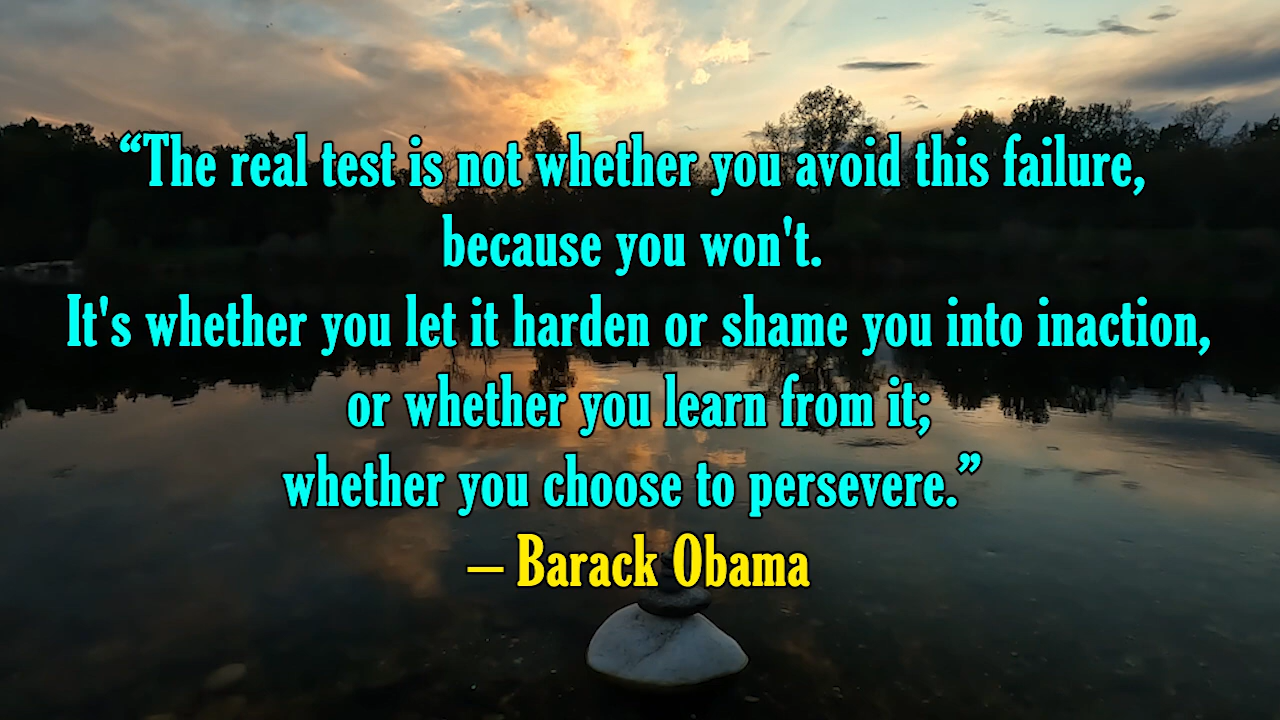 “The real test is not whether you avoid this failure,
because you won't.
It's whether you let it harden or shame you into inaction,
or whether you learn from it;
whether you choose to persevere.”
– Barack Obama